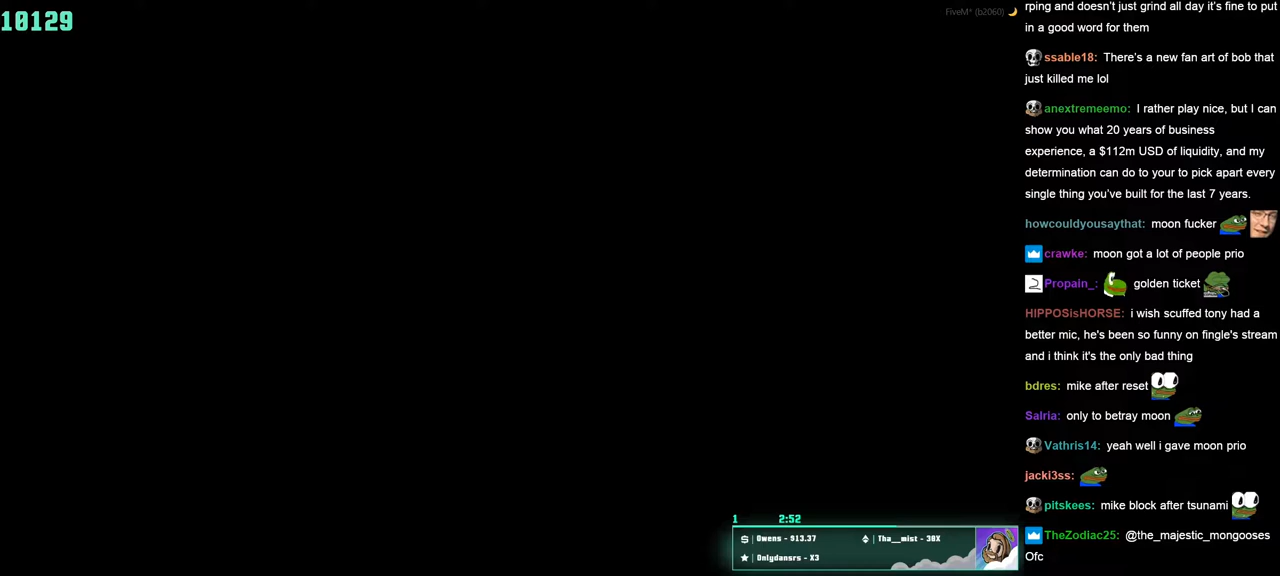 10129
FiveM* (b2060)
rping and doesn't just grind all day it's fine to put
in a good word for them
ssable18: There's a new fan art of bob that
just killed me lol
anextremeemo: I rather play nice, but I can
show you what 20 years of business
experience, a $112m USD of liquidity, and my
determination can do to your to pick apart every
single thing you've built for the last 7 years.
howcouldyousaythat: moon fucker
crawke: moon got a lot of people prio
Propain_: golden ticket
HIPPOSisHORSE: i wish scuffed tony had a
better mic, he's been so funny on fingle's stream
and i think it's the only bad thing
bdres: mike after reset
Salria: only to betray moon
Vathris14: yeah well i gave moon prio
jacki3ss:
pitskees: mike block after tsunami
TheZodiac25: @the_majestic_mongooses
Ofc
1 2:52
Owens - $13.37
Tha__mist - 30X
Onlydansrs - X3